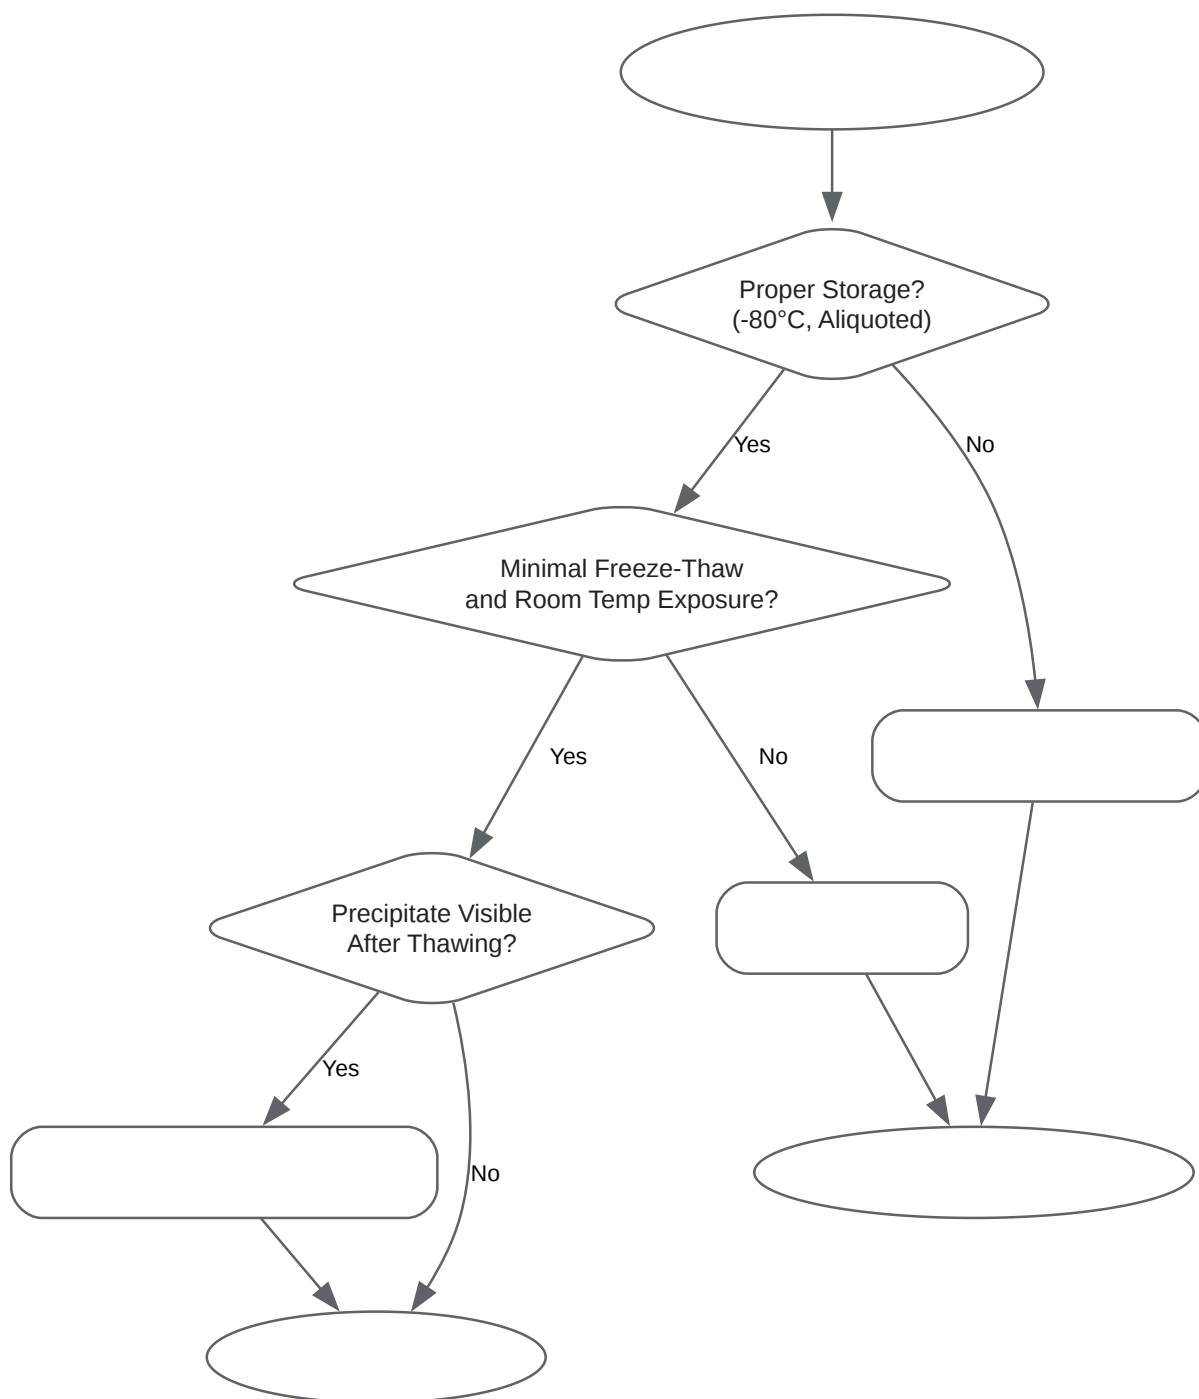 Proper Storage?
(-80°C, Aliquoted)
Yes
No
Minimal Freeze-Thaw
and Room Temp Exposure?
Yes
No
Precipitate Visible
After Thawing?
Yes
No